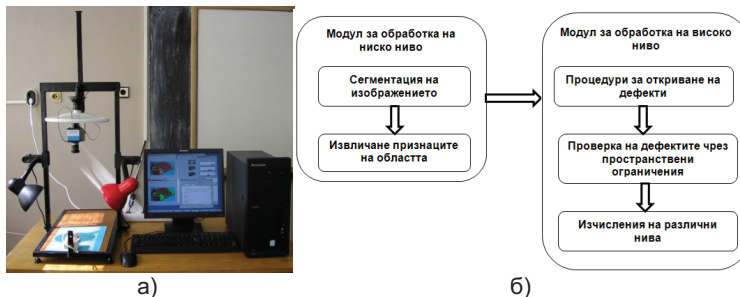 Модул за обработка на
ниско ниво
Сегментация на
изображението
Извличане признаците
на областта
Модул за обработка на високо
ниво
Процедури за откриване на
дефекти
Проверка на дефектите чрез
пространствени
ограничения
Изчисления на различни
нива
а)
б)